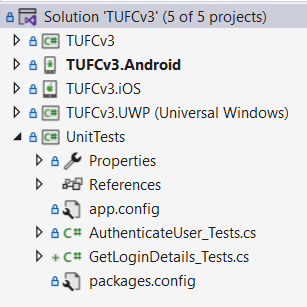 Solution 'TUFCv3' (5 of 5 projects)
C# TUFCv3
TUFCv3.Android
TUFCv3.iOS
TUFCv3.UWP (Universal Windows)
C# UnitTests
Properties
References
app.config
C# AuthenticateUser_Tests.cs
+ C# GetLoginDetails_Tests.cs
packages.config